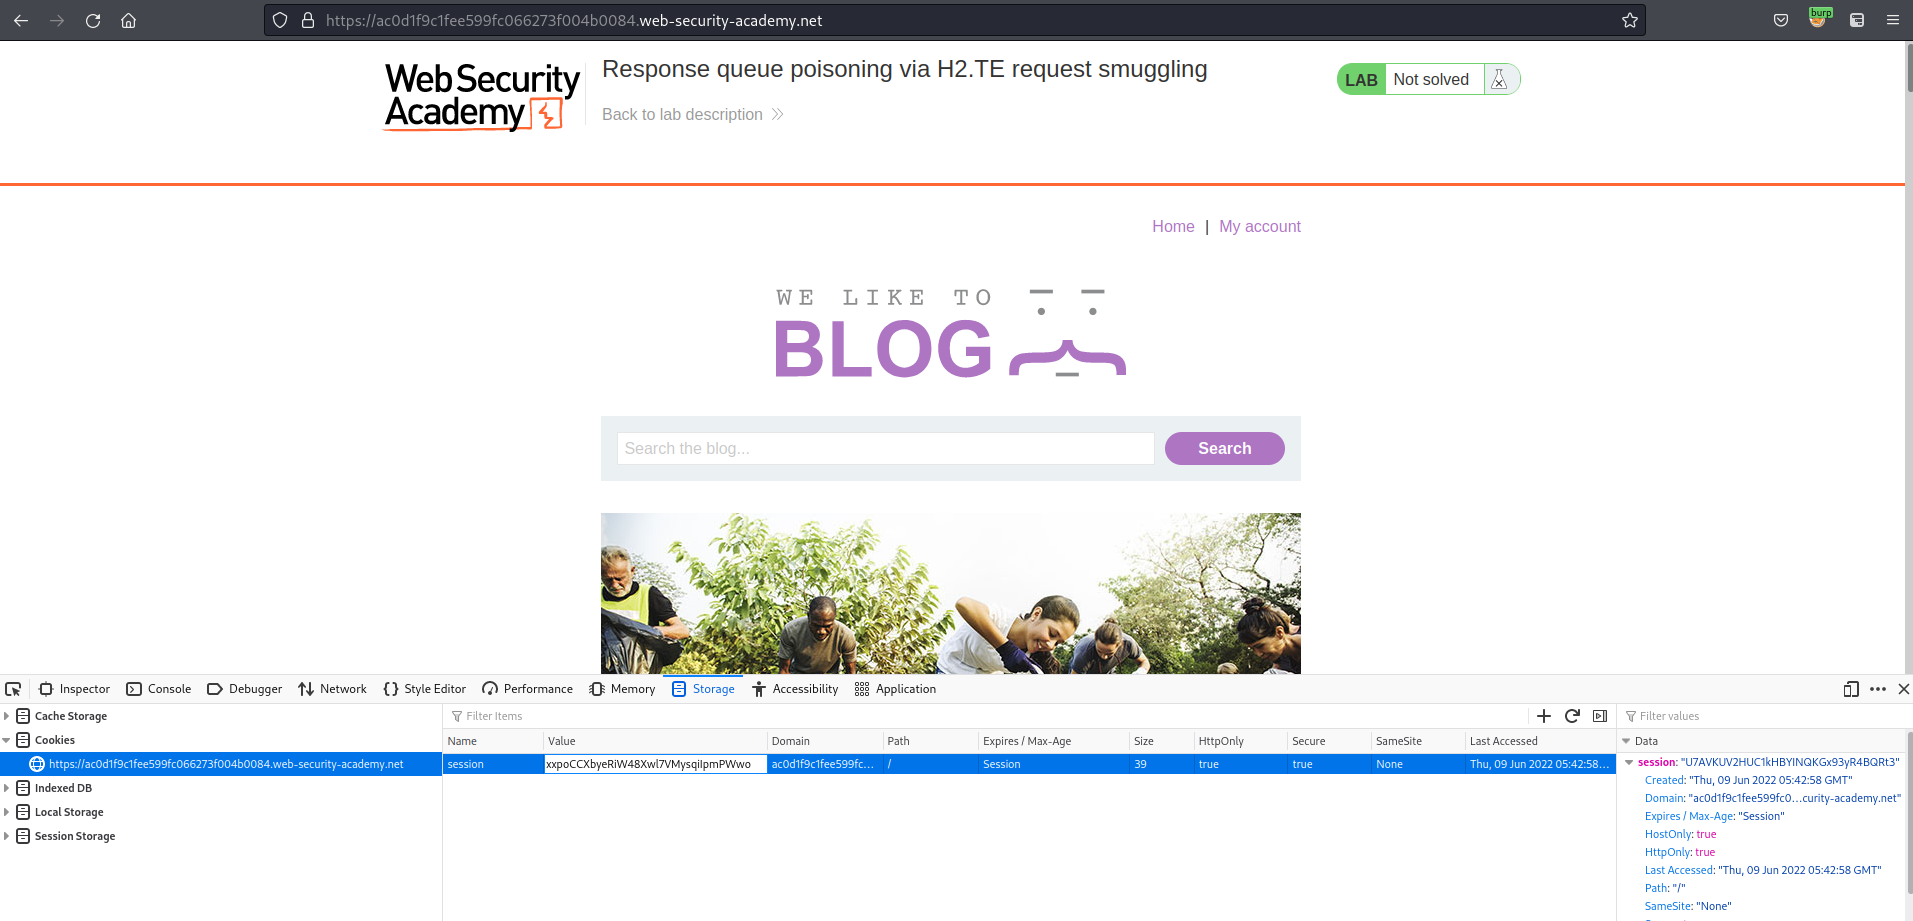 https://ac0d1f9c1fee599fc066273f004b0084.web-security-academy.net
burp
Web Security
Academy
Response queue poisoning via H2.TE request smuggling
Back to lab description
LAB Not solved
Home | My account
WE LIKE TO
BLOG
Search the blog... Search
Inspector Console Debugger Network Style Editor Performance Memory Storage Accessibility Application
Cache Storage
Cookies
https://ac0d1f9c1fee599fc066273f004b0084.web-security-academy.net
Indexed DB
Local Storage
Session Storage
Filter Items
Name Value Domain Path Expires / Max-Age Size HttpOnly Secure SameSite Last Accessed
session xxpoCCXbyeRiW48Xwl7VMysqiIpmPWwo ac0d1f9c1fee599fc... / Session 39 true true None Thu, 09 Jun 2022 05:42:58...
Filter values
Data
session: "U7AVKUV2HUC1kHBYINQKGx93yR4BQRt3"
Created: "Thu, 09 Jun 2022 05:42:58 GMT"
Domain: "ac0d1f9c1fee599fc0...curity-academy.net"
Expires / Max-Age: "Session"
HostOnly: true
HttpOnly: true
Last Accessed: "Thu, 09 Jun 2022 05:42:58 GMT"
Path: "/"
SameSite: "None"